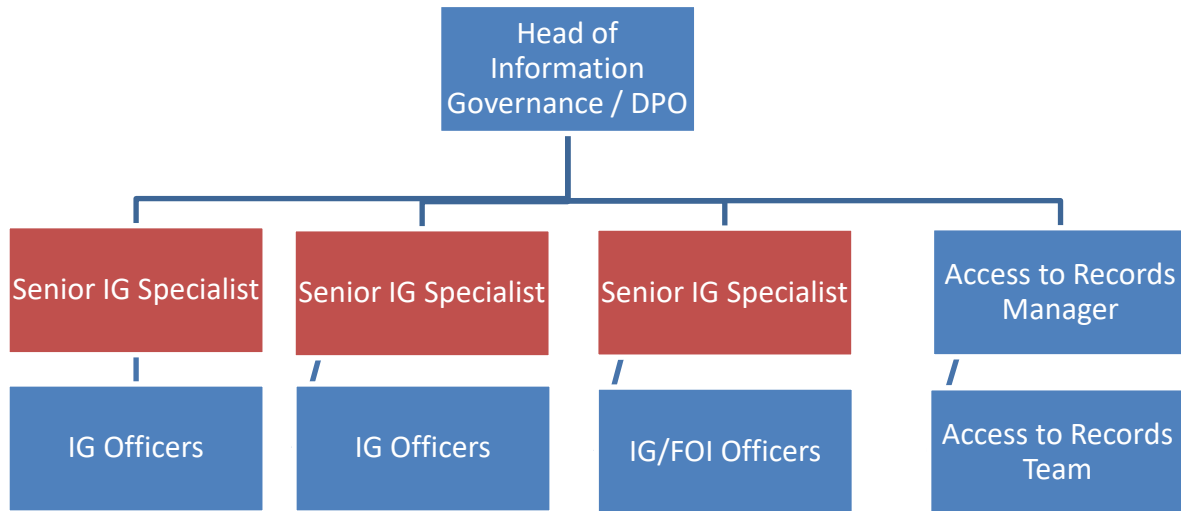 Head of
Information
Governance / DPO
Senior IG Specialist
Senior IG Specialist
Senior IG Specialist
Access to Records
Manager
IG Officers
IG Officers
IG/FOI Officers
Access to Records
Team